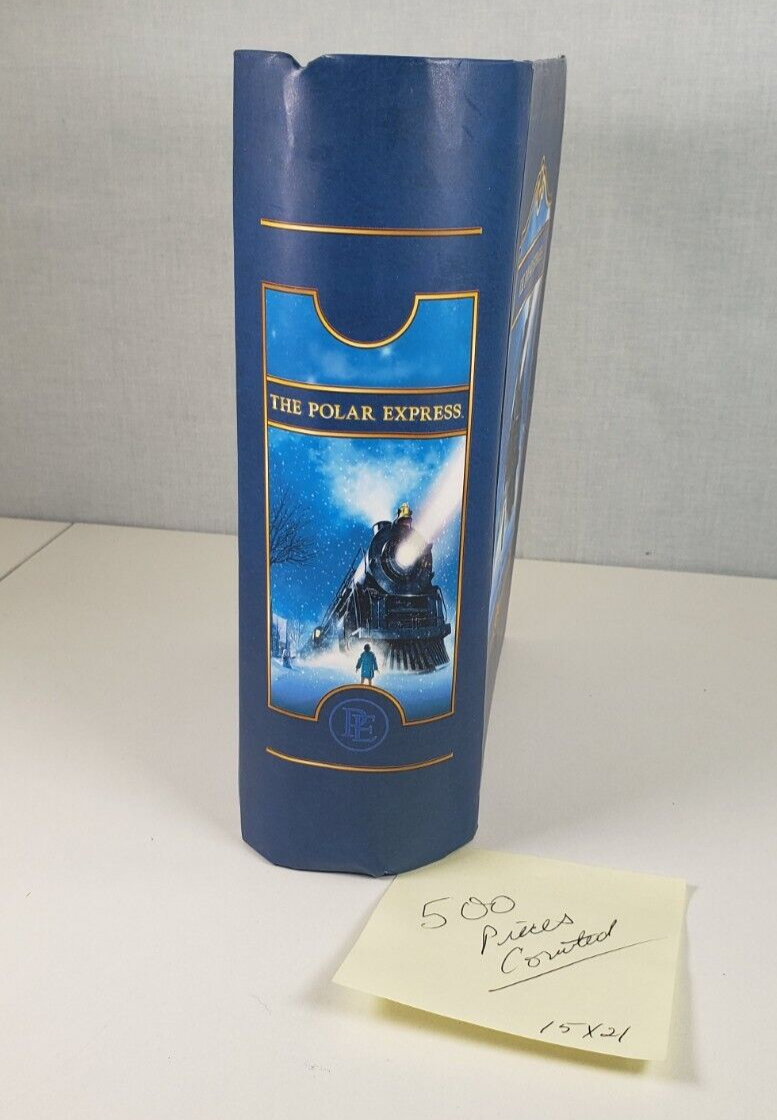 THE POLAR EXPRESS
PE
500
Pieces
Counted
15X21